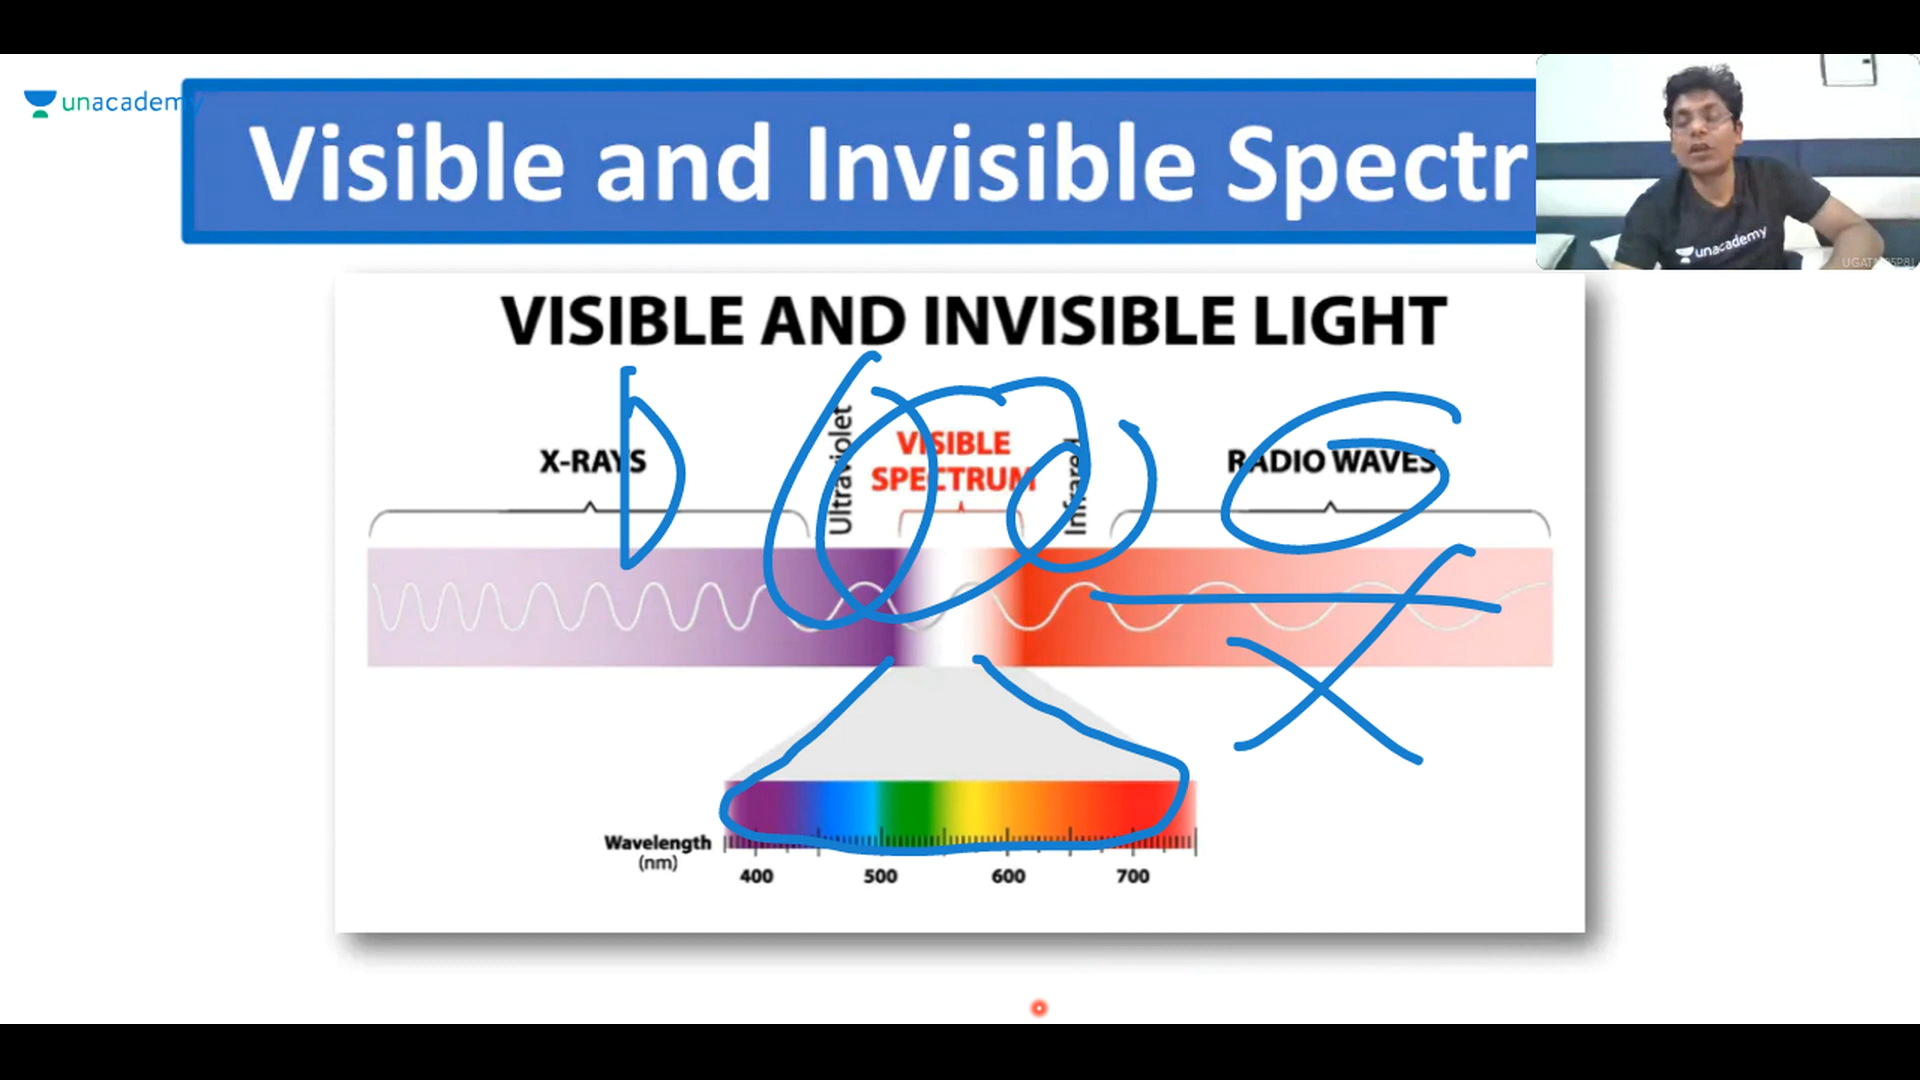 unacademy
Visible and Invisible Spectr
unacademy
VISIBLE AND INVISIBLE LIGHT
X-RAYS
Ultraviolet
VISIBLE
SPECTRUM
Infrared
RADIO WAVES
Wavelength
(nm)
400 500 600 700